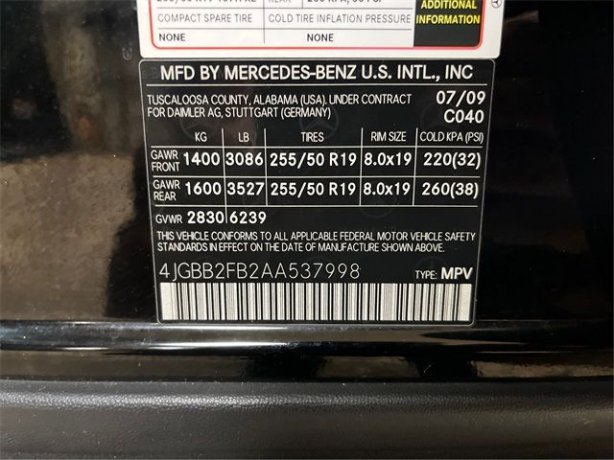 ADDITIONAL
INFORMATION
COMPACT SPARE TIRE COLD TIRE INFLATION PRESSURE
NONE NONE
MFD BY MERCEDES-BENZ U.S. INTL., INC
TUSCALOOSA COUNTY, ALABAMA (USA). UNDER CONTRACT 07/09
FOR DAIMLER AG, STUTTGART (GERMANY) C040
KG LB TIRES RIM SIZE COLD KPA (PSI)
GAWR FRONT 1400 3086 255/50 R19 8.0x19 220(32)
GAWR REAR 1600 3527 255/50 R19 8.0x19 260(38)
GVWR 2830 6239
THIS VEHICLE CONFORMS TO ALL APPLICABLE FEDERAL MOTOR VEHICLE SAFETY
STANDARDS IN EFFECT ON THE DATE OF MANUFACTURE SHOWN ABOVE.
4JGBB2FB2AA537998 TYPE: MPV